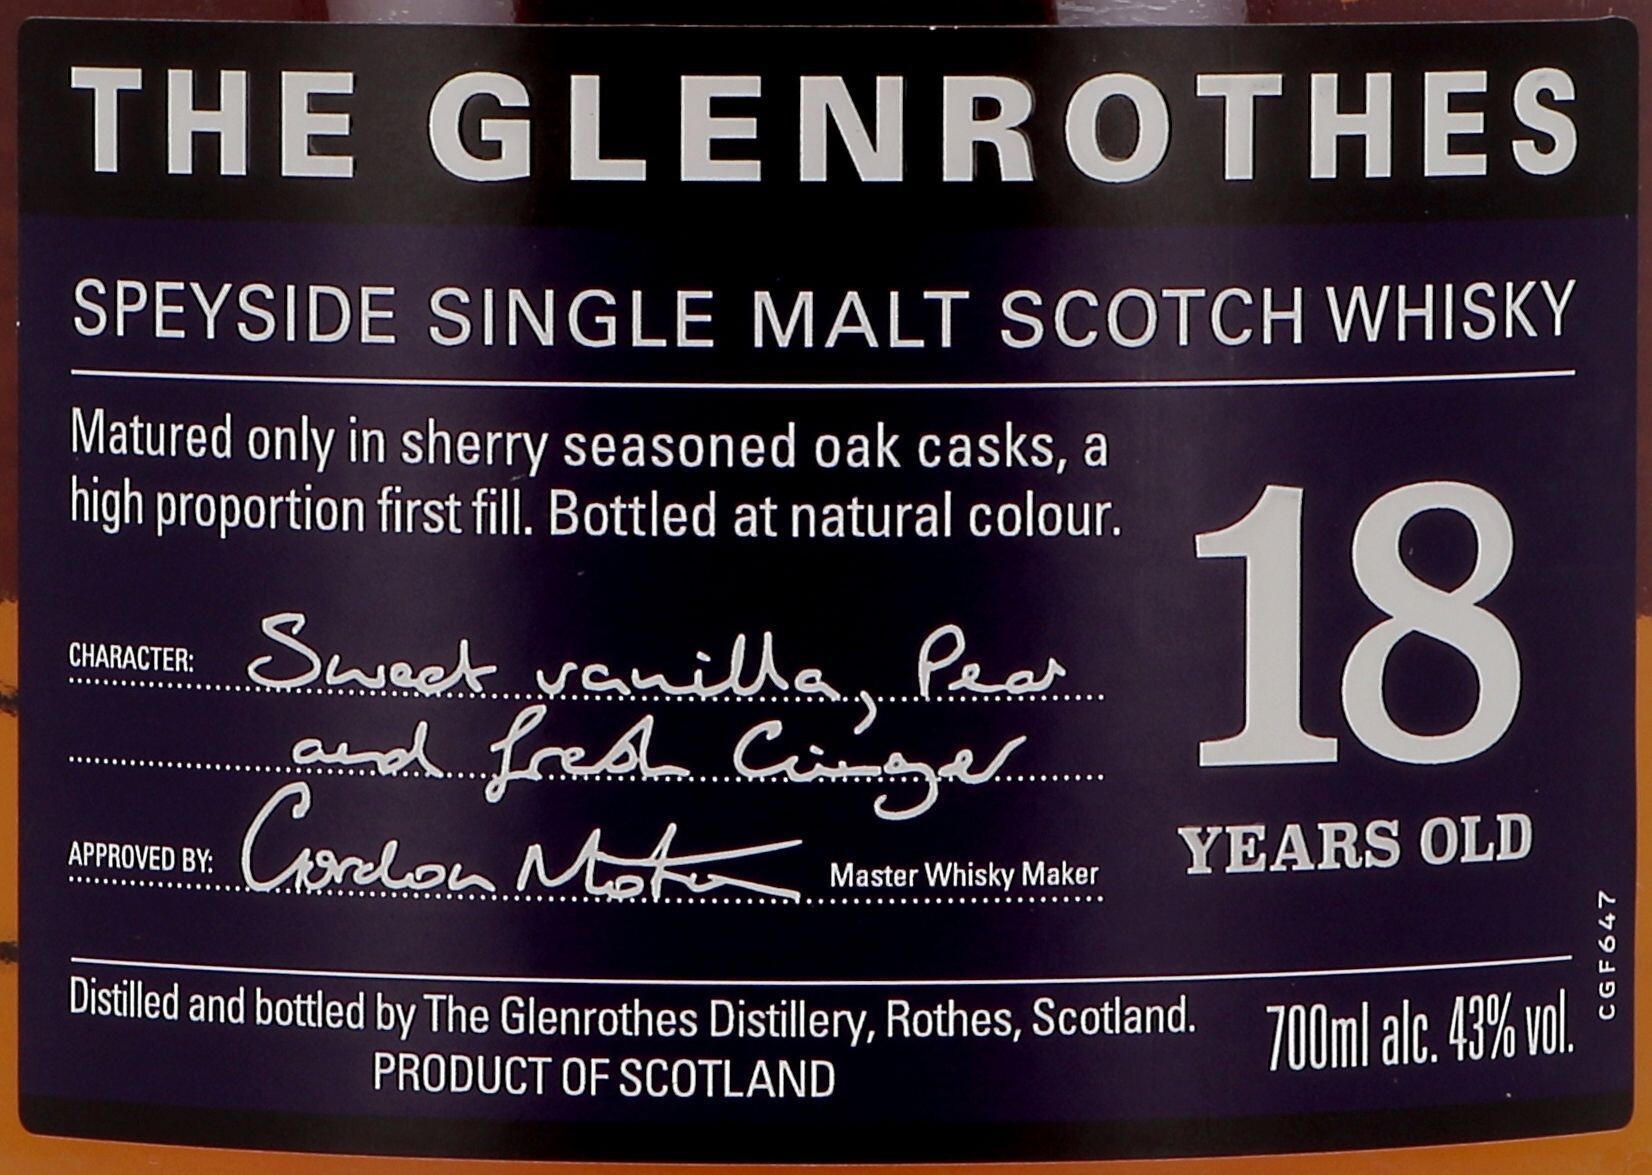 THE GLENROTHES
SPEYSIDE SINGLE MALT SCOTCH WHISKY
Matured only in sherry seasoned oak casks, a
high proportion first fill. Bottled at natural colour.
CHARACTER: Sweet vanilla, Pear
and fresh Ginger
APPROVED BY: Gordon Motion Master Whisky Maker
18
YEARS OLD
Distilled and bottled by The Glenrothes Distillery, Rothes, Scotland.
PRODUCT OF SCOTLAND
700ml alc. 43% vol.
CGF647